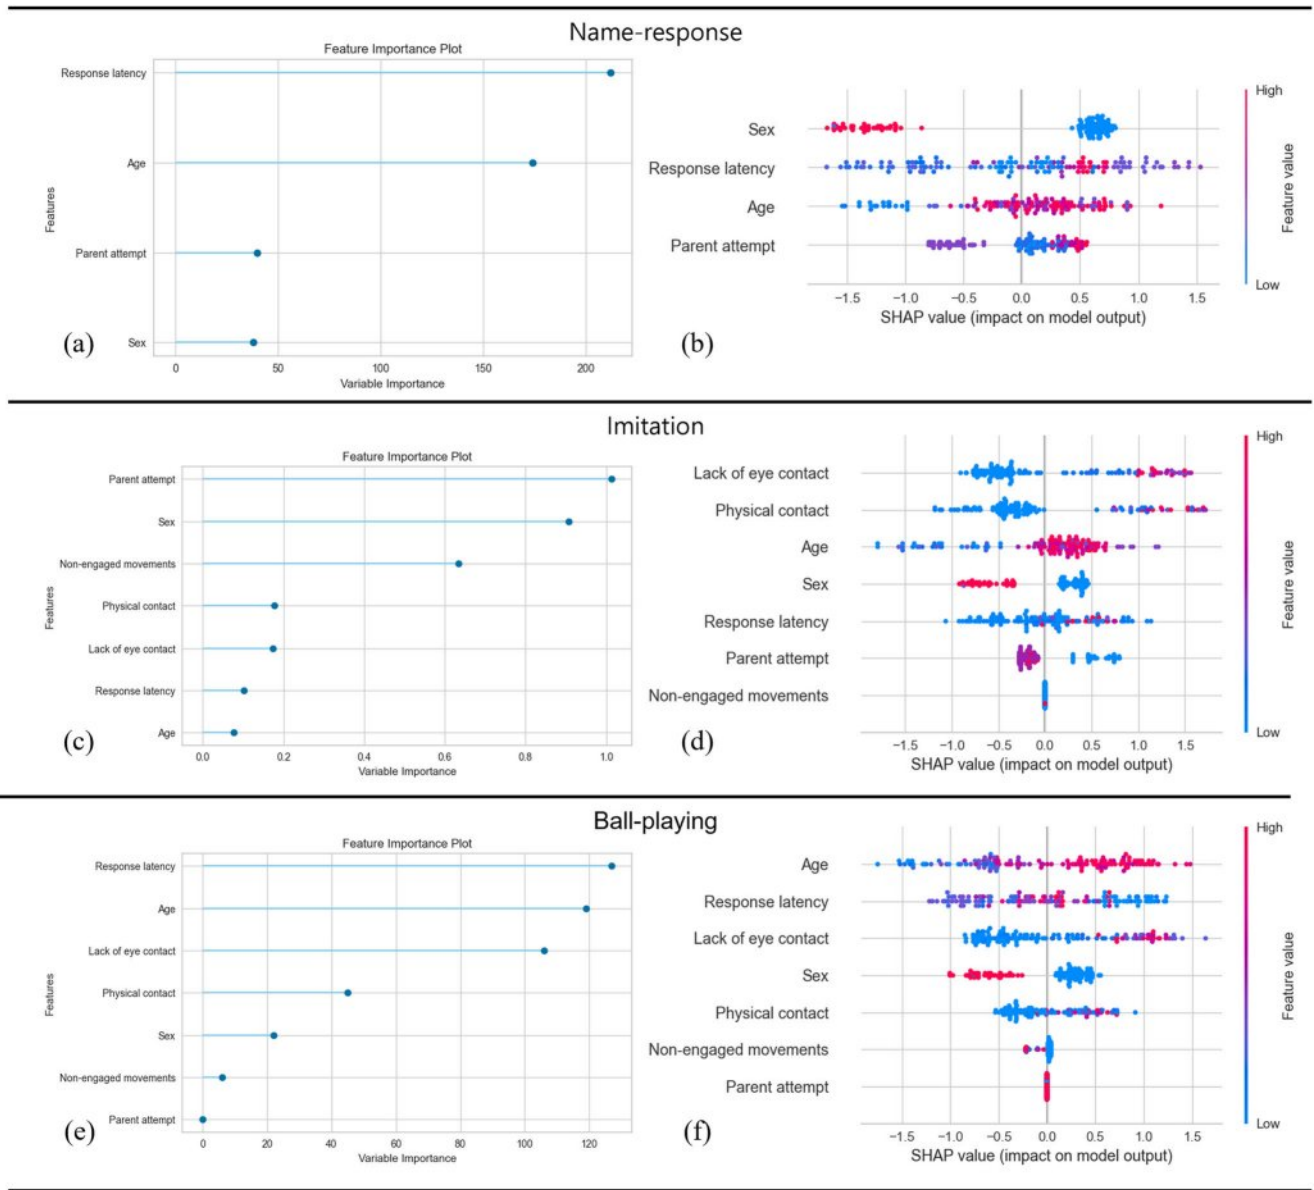 Name-response
Feature Importance Plot
Response latency
Age
Parent attempt
Sex
Features
0 50 100 150 200
Variable Importance
(a)
Sex
Response latency
Age
Parent attempt
−1.5 −1.0 −0.5 0.0 0.5 1.0 1.5
SHAP value (impact on model output)
High
Low
Feature value
(b)
Imitation
Feature Importance Plot
Parent attempt
Sex
Non-engaged movements
Physical contact
Lack of eye contact
Response latency
Age
Features
0.0 0.2 0.4 0.6 0.8 1.0
Variable Importance
(c)
Lack of eye contact
Physical contact
Age
Sex
Response latency
Parent attempt
Non-engaged movements
−1.5 −1.0 −0.5 0.0 0.5 1.0 1.5
SHAP value (impact on model output)
High
Low
Feature value
(d)
Ball-playing
Feature Importance Plot
Response latency
Age
Lack of eye contact
Physical contact
Sex
Non-engaged movements
Parent attempt
Features
0 20 40 60 80 100 120
Variable Importance
(e)
Age
Response latency
Lack of eye contact
Sex
Physical contact
Non-engaged movements
Parent attempt
−1.5 −1.0 −0.5 0.0 0.5 1.0 1.5
SHAP value (impact on model output)
High
Low
Feature value
(f)